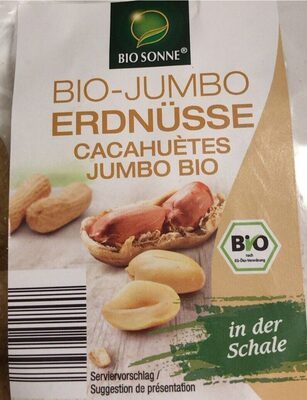 BIO SONNE®
BIO-JUMBO
ERDNÜSSE
CACAHUÈTES
JUMBO BIO
BiO
nach
EG-Öko-Verordnung
in der
Schale
Serviervorschlag /
Suggestion de présentation